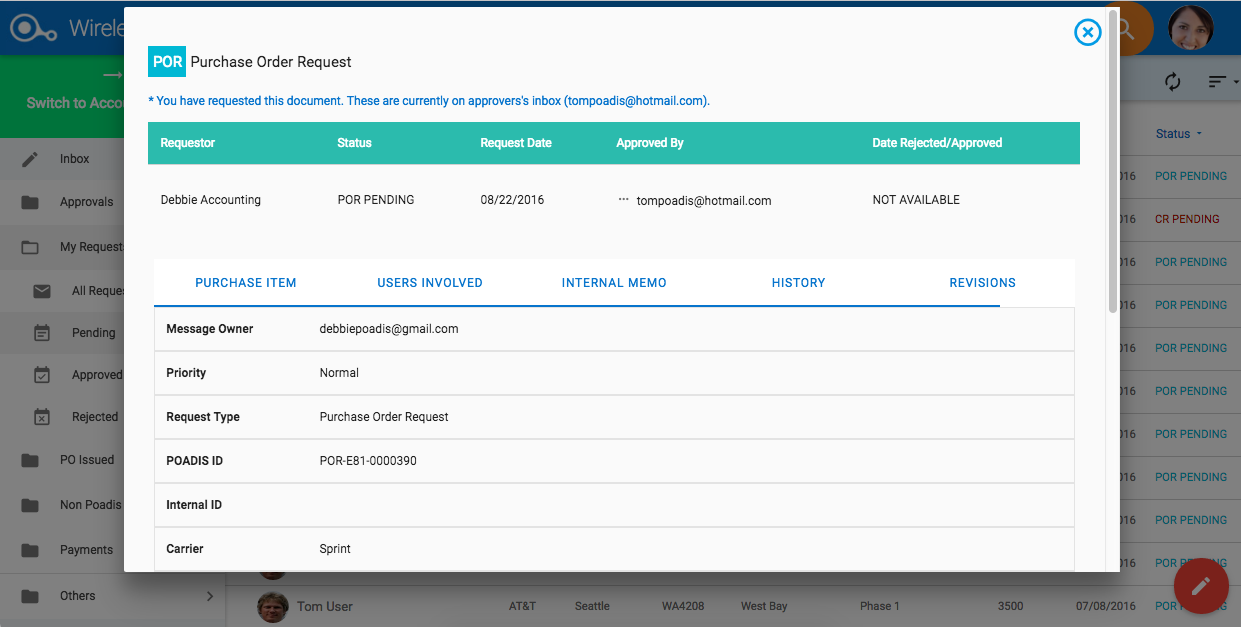 Wirele
POR Purchase Order Request
* You have requested this document. These are currently on approvers's inbox (tompoadis@hotmail.com).
Requestor Status Request Date Approved By Date Rejected/Approved
Debbie Accounting POR PENDING 08/22/2016 ··· tompoadis@hotmail.com NOT AVAILABLE
PURCHASE ITEM USERS INVOLVED INTERNAL MEMO HISTORY REVISIONS
Message Owner debbiepoadis@gmail.com
Priority Normal
Request Type Purchase Order Request
POADIS ID POR-E81-0000390
Internal ID
Carrier Sprint
Switch to Accou
Inbox
Approvals
My Requests
All Reques
Pending
Approved
Rejected
PO Issued
Non Poadis
Payments
Others
Status
016 POR PENDING
016 CR PENDING
016 POR PENDING
016 POR PENDING
016 POR PENDING
016 POR PENDING
016 POR PENDING
016 POR PENDING
016 POR PENDING
016 POR PENDING
Tom User AT&T Seattle WA4208 West Bay Phase 1 3500 07/08/2016 POR